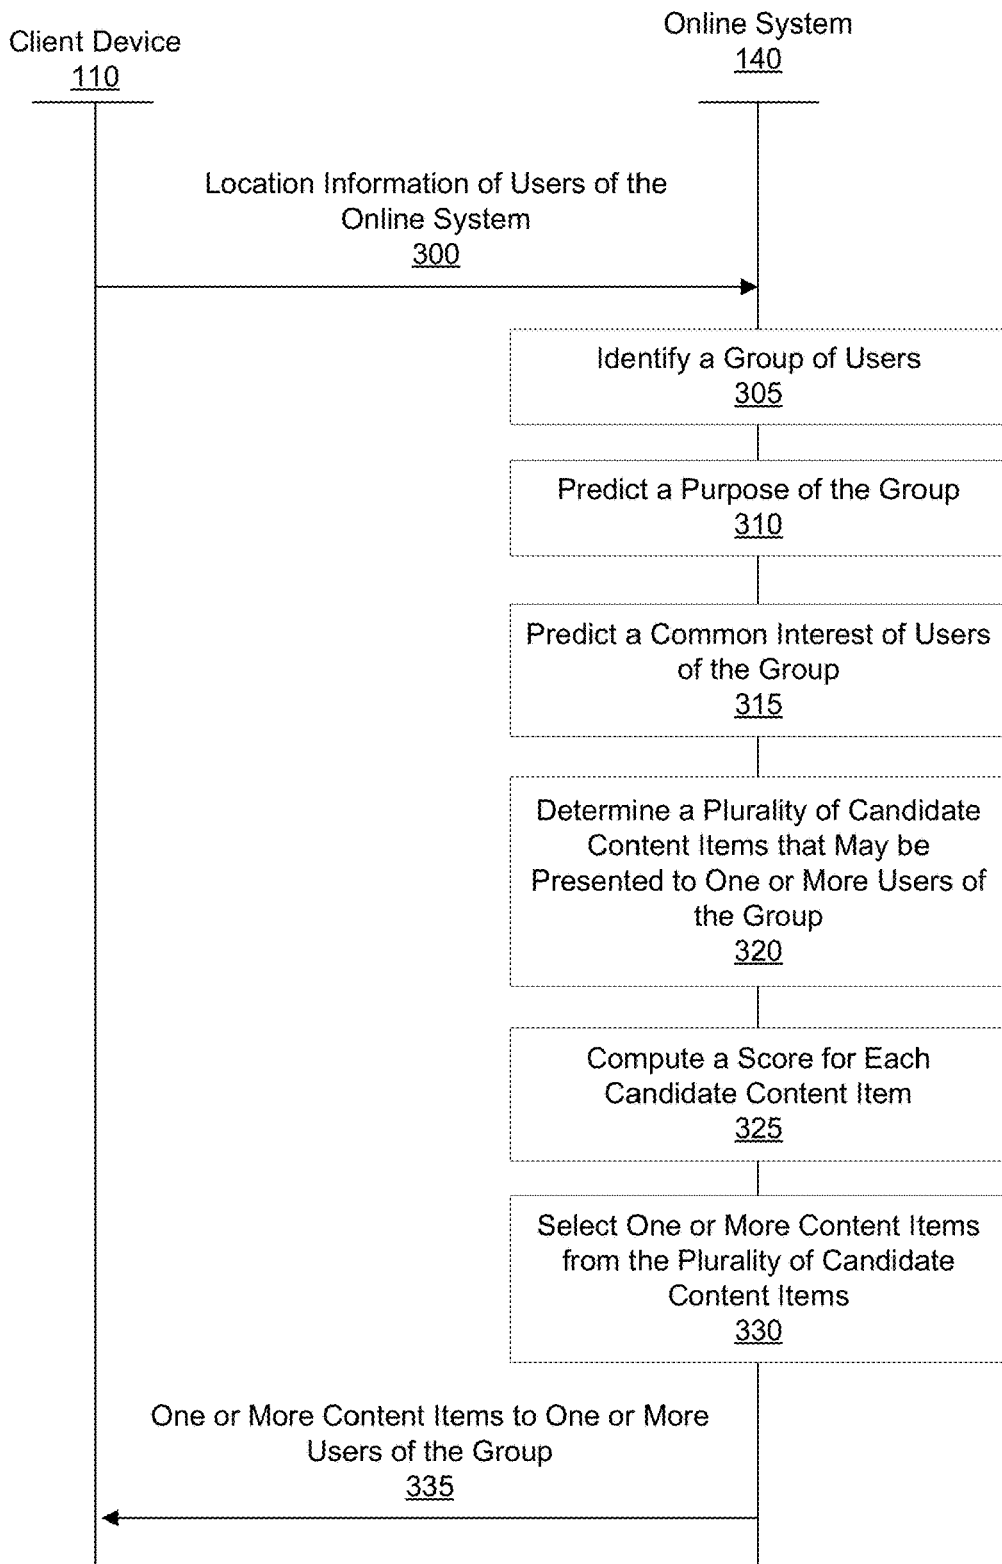 Client Device
110
Online System
140
Location Information of Users of the
Online System
300
Identify a Group of Users
305
Predict a Purpose of the Group
310
Predict a Common Interest of Users
of the Group
315
Determine a Plurality of Candidate
Content Items that May be
Presented to One or More Users of
the Group
320
Compute a Score for Each
Candidate Content Item
325
Select One or More Content Items
from the Plurality of Candidate
Content Items
330
One or More Content Items to One or More
Users of the Group
335